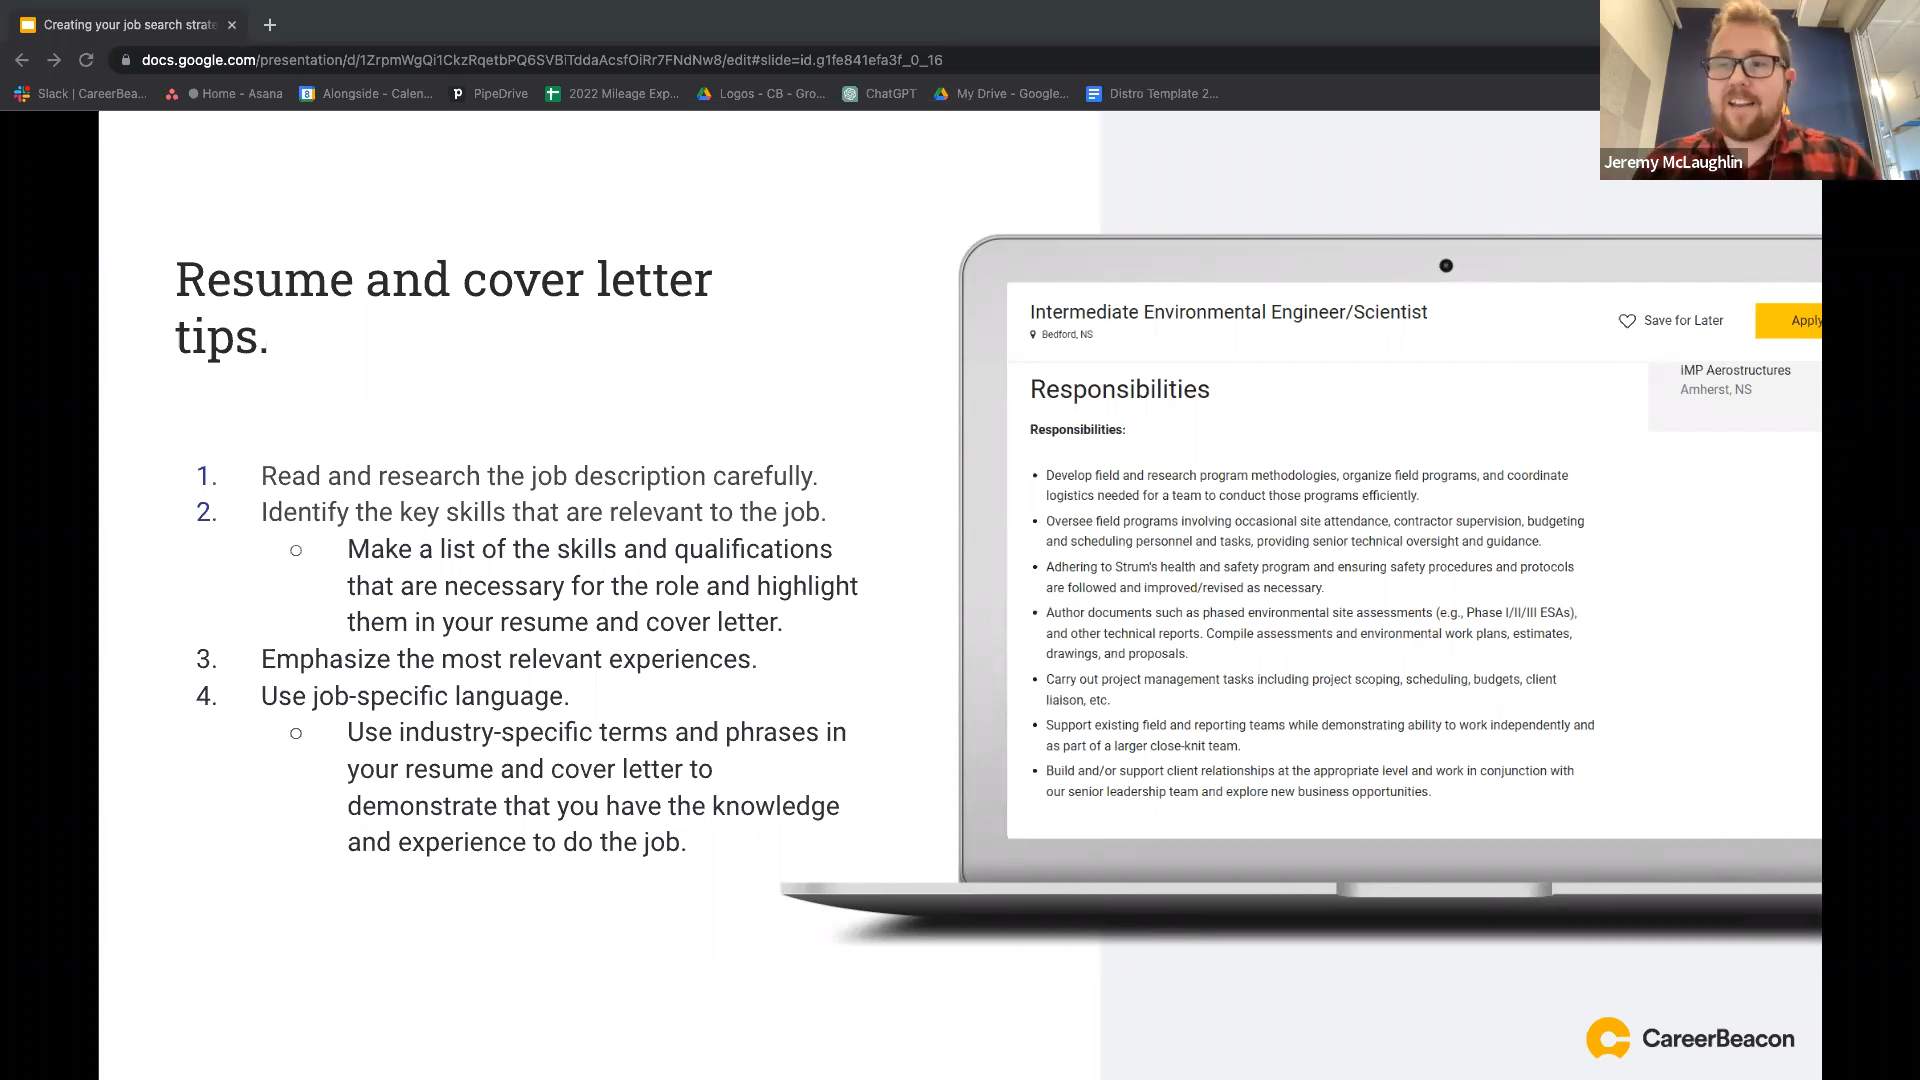 Creating your job search strate
docs.google.com/presentation/d/1ZrpmWgQi1CkzRqetbPQ6SVBiTddaAcsfOiRr7FNdNw8/edit#slide=id.g1fe841efa3f_0_16
Slack | CareerBea... Home - Asana Alongside - Calen... PipeDrive 2022 Mileage Exp... Logos - CB - Gro... ChatGPT My Drive - Google... Distro Template 2...
Jeremy McLaughlin
Resume and cover letter
tips.
1. Read and research the job description carefully.
2. Identify the key skills that are relevant to the job.
○ Make a list of the skills and qualifications
that are necessary for the role and highlight
them in your resume and cover letter.
3. Emphasize the most relevant experiences.
4. Use job-specific language.
○ Use industry-specific terms and phrases in
your resume and cover letter to
demonstrate that you have the knowledge
and experience to do the job.
Intermediate Environmental Engineer/Scientist
Bedford, NS
Save for Later
Apply
IMP Aerostructures
Amherst, NS
Responsibilities
Responsibilities:
• Develop field and research program methodologies, organize field programs, and coordinate
logistics needed for a team to conduct those programs efficiently.
• Oversee field programs involving occasional site attendance, contractor supervision, budgeting
and scheduling personnel and tasks, providing senior technical oversight and guidance.
• Adhering to Strum's health and safety program and ensuring safety procedures and protocols
are followed and improved/revised as necessary.
• Author documents such as phased environmental site assessments (e.g., Phase I/II/III ESAs),
and other technical reports. Compile assessments and environmental work plans, estimates,
drawings, and proposals.
• Carry out project management tasks including project scoping, scheduling, budgets, client
liaison, etc.
• Support existing field and reporting teams while demonstrating ability to work independently and
as part of a larger close-knit team.
• Build and/or support client relationships at the appropriate level and work in conjunction with
our senior leadership team and explore new business opportunities.
CareerBeacon